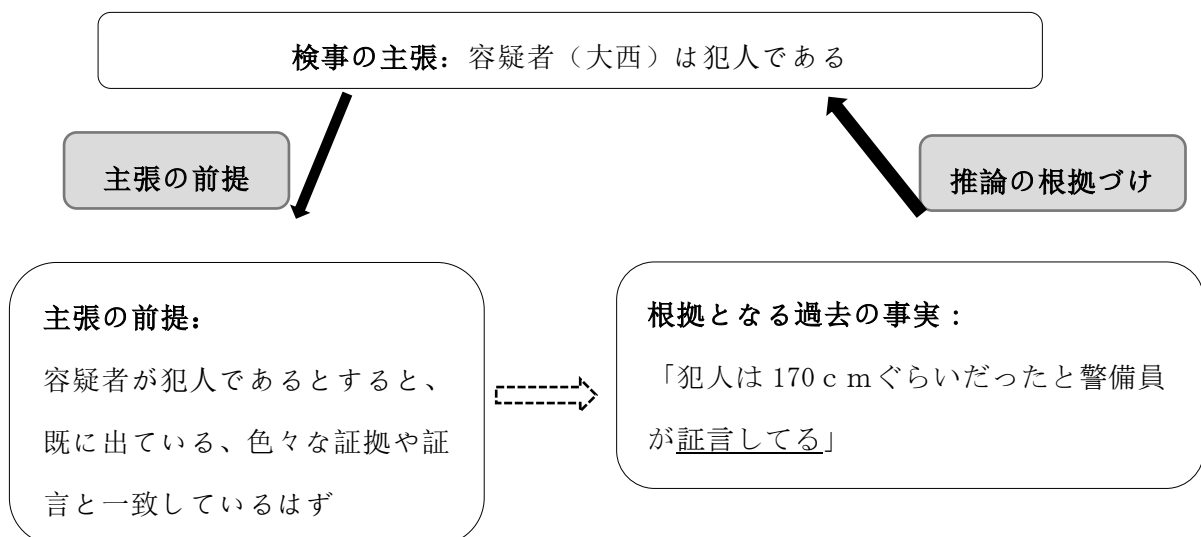 検事の主張：容疑者（大西）は犯人である
主張の前提
推論の根拠づけ
主張の前提：
容疑者が犯人であるとすると、
既に出ている、色々な証拠や証
言と一致しているはず
根拠となる過去の事実：
「犯人は170ｃｍぐらいだったと警備員
が証言してる」